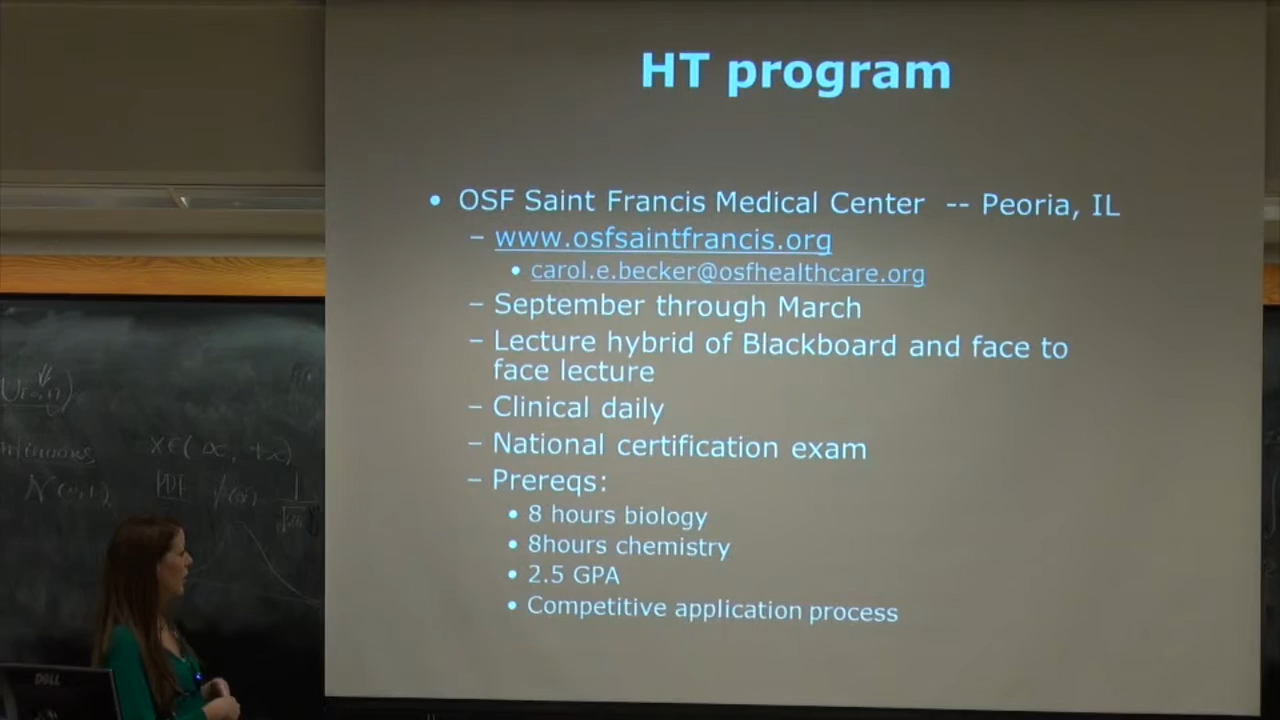 HT program
• OSF Saint Francis Medical Center -- Peoria, IL
– www.osfsaintfrancis.org
• carol.e.becker@osfhealthcare.org
– September through March
– Lecture hybrid of Blackboard and face to
face lecture
– Clinical daily
– National certification exam
– Prereqs:
• 8 hours biology
• 8hours chemistry
• 2.5 GPA
• Competitive application process
PDF
DELL